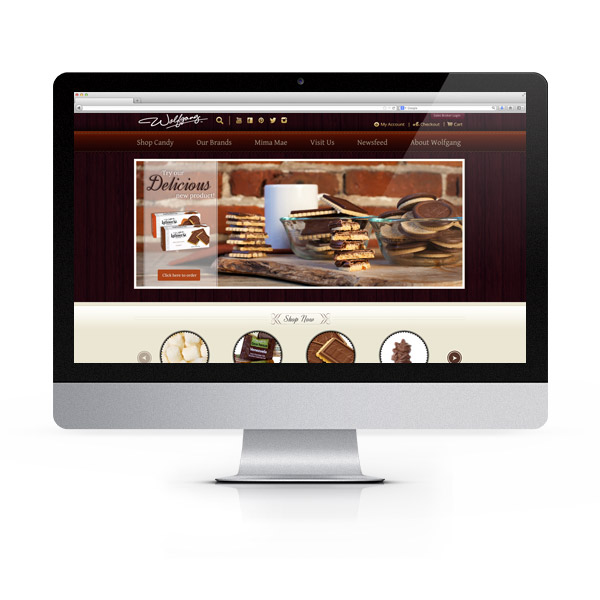 Wolfgang
My Account | Checkout | Cart
Shop Candy Our Brands Mima Mae Visit Us Newsfeed About Wolfgang
Try our
Delicious
new product!
Click here to order
Shop Now